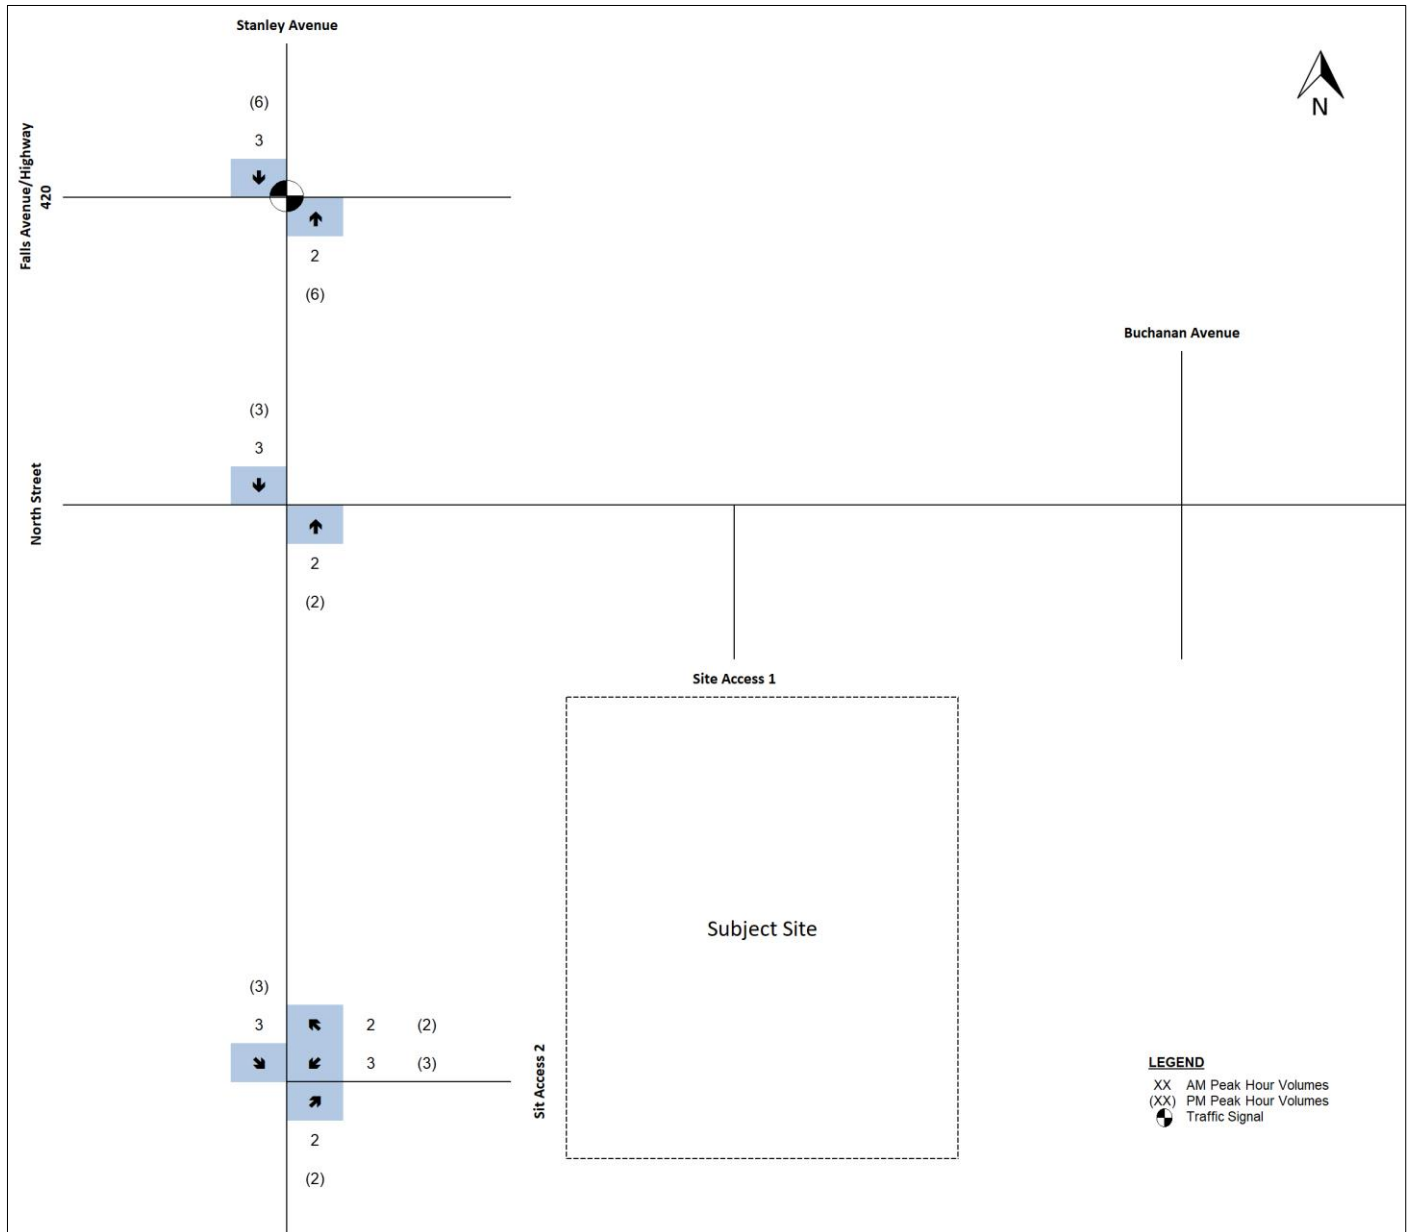 Stanley Avenue
(6)
3
N
Falls Avenue/Highway
420
2
(6)
Buchanan Avenue
(3)
3
North Street
2
(2)
Site Access 1
Subject Site
(3)
3
2 (2)
3 (3)
Sit Access 2
2
(2)
LEGEND
XX AM Peak Hour Volumes
(XX) PM Peak Hour Volumes
Traffic Signal